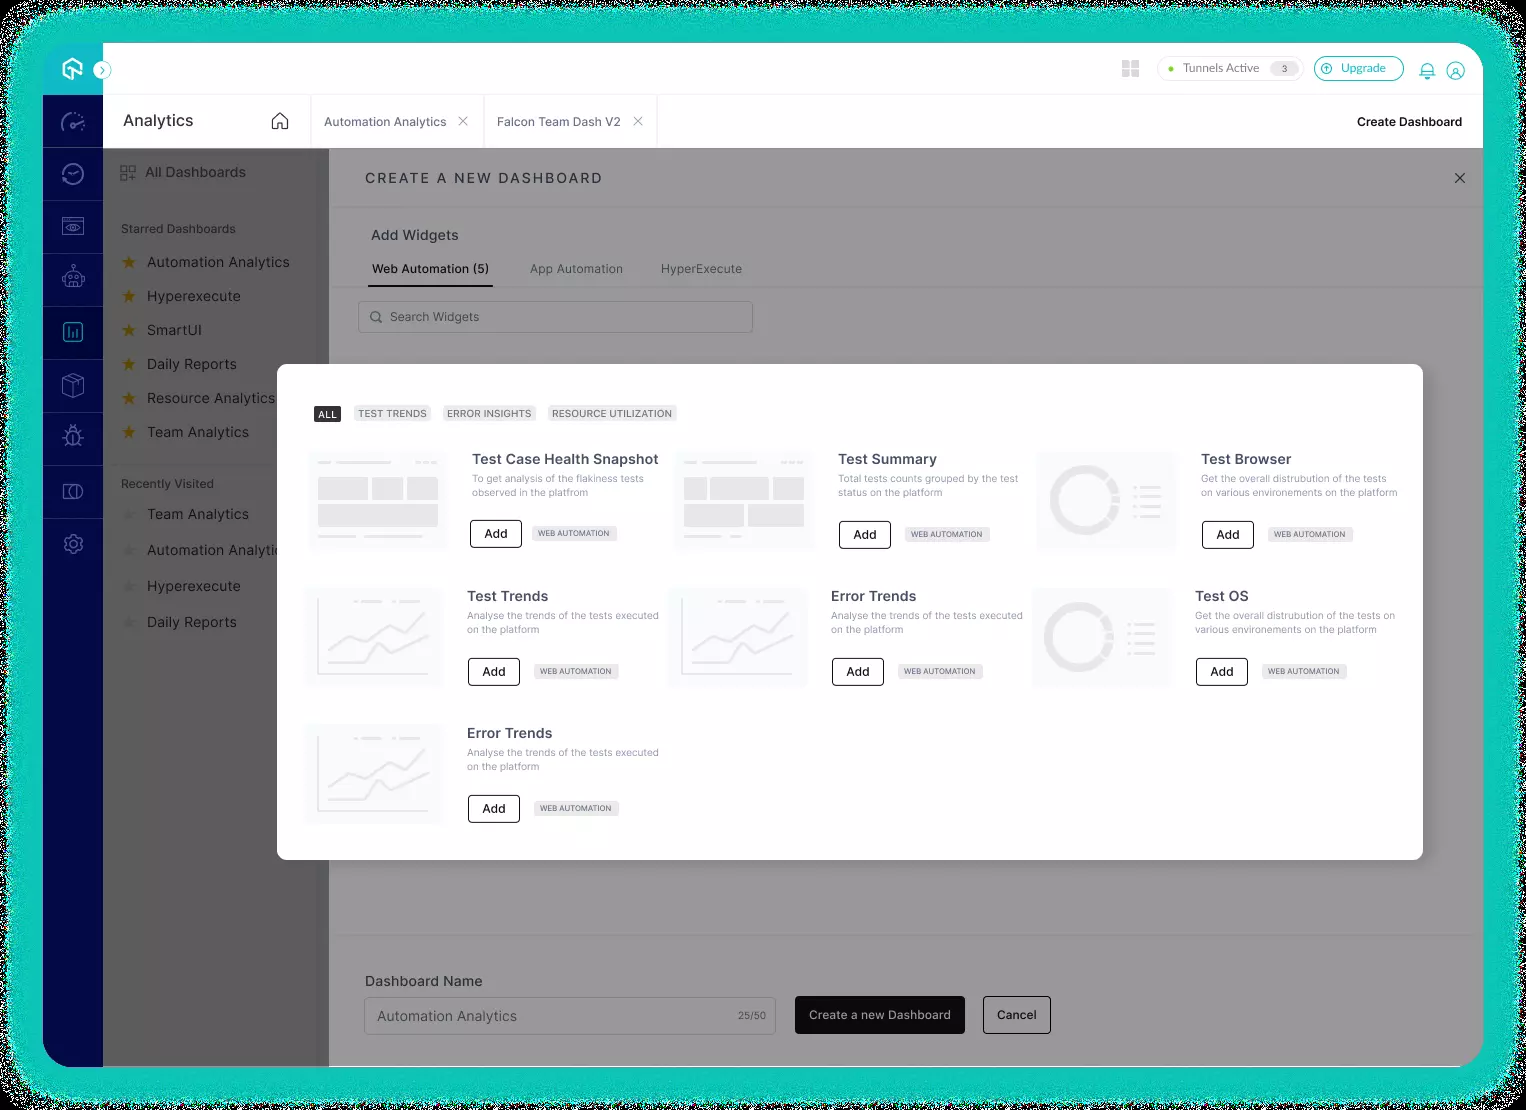 Tunnels Active 3
Upgrade
Analytics
Automation Analytics
Falcon Team Dash V2
Create Dashboard
All Dashboards
Starred Dashboards
Automation Analytics
Hyperexecute
SmartUI
Daily Reports
Resource Analytics
Team Analytics
Recently Visited
Team Analytics
Automation Analytic
Hyperexecute
Daily Reports
CREATE A NEW DASHBOARD
Add Widgets
Web Automation (5)
App Automation
HyperExecute
Search Widgets
ALL
TEST TRENDS
ERROR INSIGHTS
RESOURCE UTILIZATION
Test Case Health Snapshot
To get analysis of the flakiness tests
observed in the platfrom
Add
WEB AUTOMATION
Test Summary
Total tests counts grouped by the test
status on the platform
Add
WEB AUTOMATION
Test Browser
Get the overall distrubution of the tests
on various environements on the platform
Add
WEB AUTOMATION
Test Trends
Analyse the trends of the tests executed
on the platform
Add
WEB AUTOMATION
Error Trends
Analyse the trends of the tests executed
on the platform
Add
WEB AUTOMATION
Test OS
Get the overall distrubution of the tests on
various environements on the platform
Add
WEB AUTOMATION
Error Trends
Analyse the trends of the tests executed
on the platform
Add
WEB AUTOMATION
Dashboard Name
Automation Analytics
25/50
Create a new Dashboard
Cancel